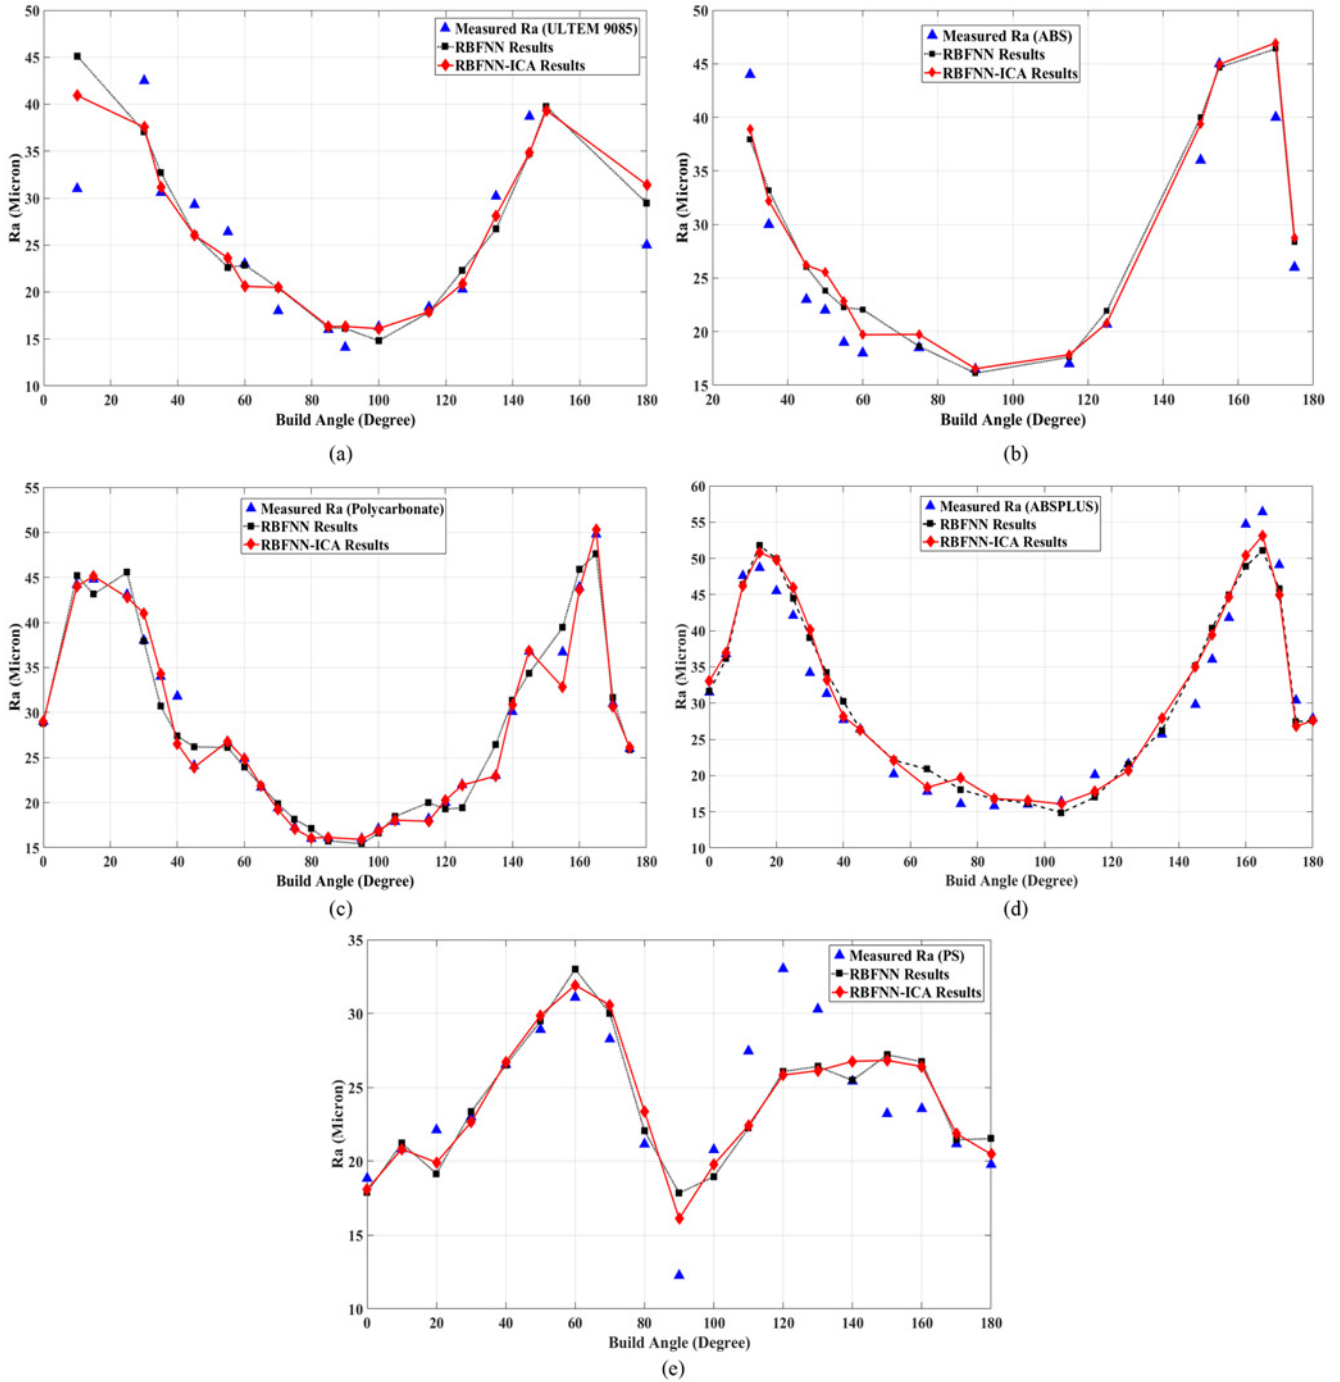 50
45
40
35
30
25
20
15
10
Ra (Micron)
Measured Ra (ULTEM 9085)
RBFNN Results
RBFNN-ICA Results
0 20 40 60 80 100 120 140 160 180
Build Angle (Degree)
(a)
50
45
40
35
30
25
20
15
Ra (Micron)
Measured Ra (ABS)
RBFNN Results
RBFNN-ICA Results
20 40 60 80 100 120 140 160 180
Build Angle (Degree)
(b)
55
50
45
40
35
30
25
20
15
Ra (Micron)
Measured Ra (Polycarbonate)
RBFNN Results
RBFNN-ICA Results
0 20 40 60 80 100 120 140 160 180
Build Angle (Degree)
(c)
60
55
50
45
40
35
30
25
20
15
10
Ra (Micron)
Measured Ra (ABSPLUS)
RBFNN Results
RBFNN-ICA Results
0 20 40 60 80 100 120 140 160 180
Buid Angle (Degree)
(d)
35
30
25
20
15
10
Ra (Micron)
Measured Ra (PS)
RBFNN Results
RBFNN-ICA Results
0 20 40 60 80 100 120 140 160 180
Build Angle (Degree)
(e)